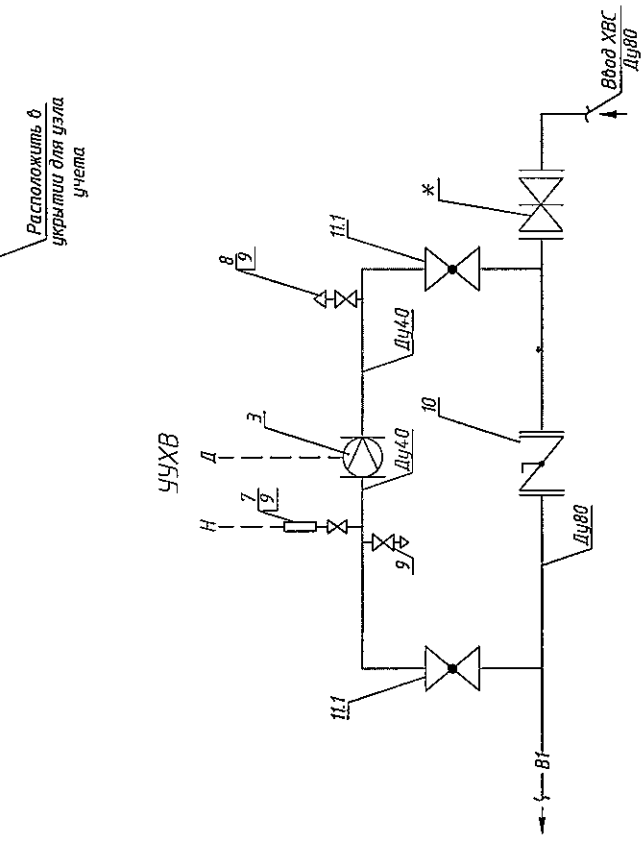 Расположить в
укрытии для узла
учета
УУХВ
Н
Д
7
9
3
8
9
11.1
*
Ввод ХВС
Ду80
Ду40
Ду40
9
10
11.1
Ду80
В1